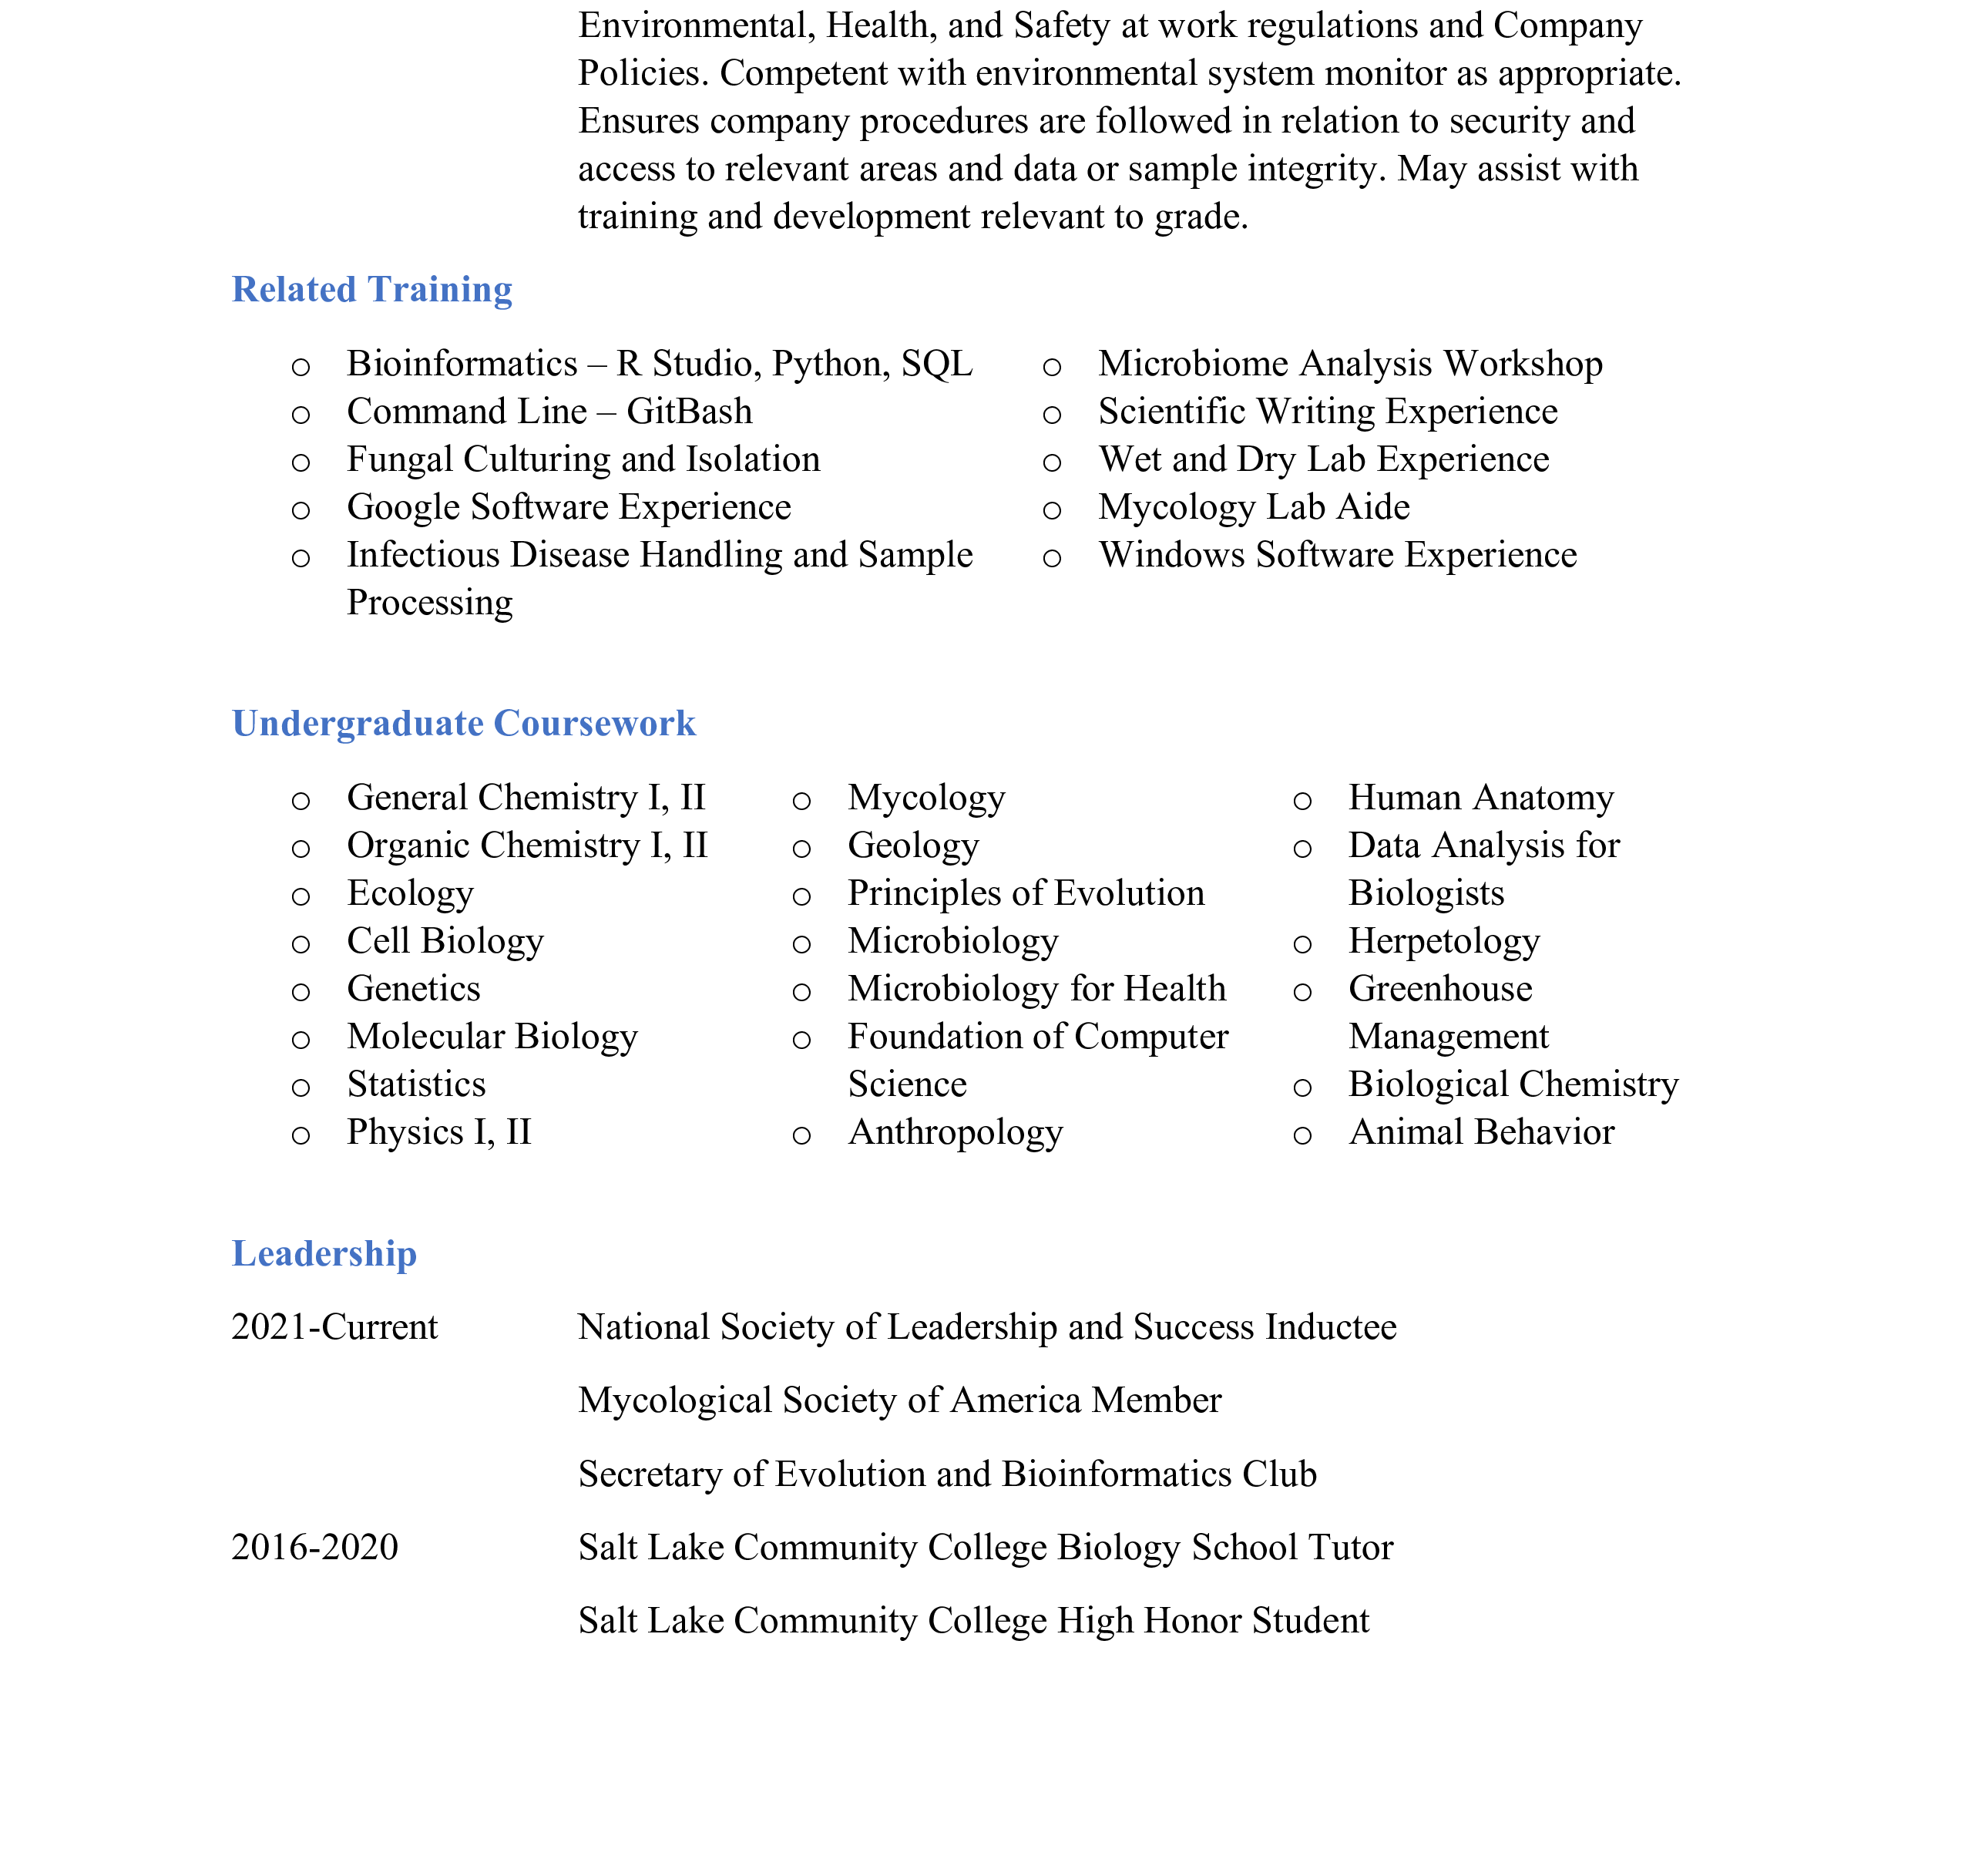 Environmental, Health, and Safety at work regulations and Company
Policies. Competent with environmental system monitor as appropriate.
Ensures company procedures are followed in relation to security and
access to relevant areas and data or sample integrity. May assist with
training and development relevant to grade.
Related Training
o Bioinformatics – R Studio, Python, SQL
o Command Line – GitBash
o Fungal Culturing and Isolation
o Google Software Experience
o Infectious Disease Handling and Sample
Processing
o Microbiome Analysis Workshop
o Scientific Writing Experience
o Wet and Dry Lab Experience
o Mycology Lab Aide
o Windows Software Experience
Undergraduate Coursework
o General Chemistry I, II
o Organic Chemistry I, II
o Ecology
o Cell Biology
o Genetics
o Molecular Biology
o Statistics
o Physics I, II
o Mycology
o Geology
o Principles of Evolution
o Microbiology
o Microbiology for Health
o Foundation of Computer
Science
o Anthropology
o Human Anatomy
o Data Analysis for
Biologists
o Herpetology
o Greenhouse
Management
o Biological Chemistry
o Animal Behavior
Leadership
2021-Current National Society of Leadership and Success Inductee
Mycological Society of America Member
Secretary of Evolution and Bioinformatics Club
2016-2020 Salt Lake Community College Biology School Tutor
Salt Lake Community College High Honor Student